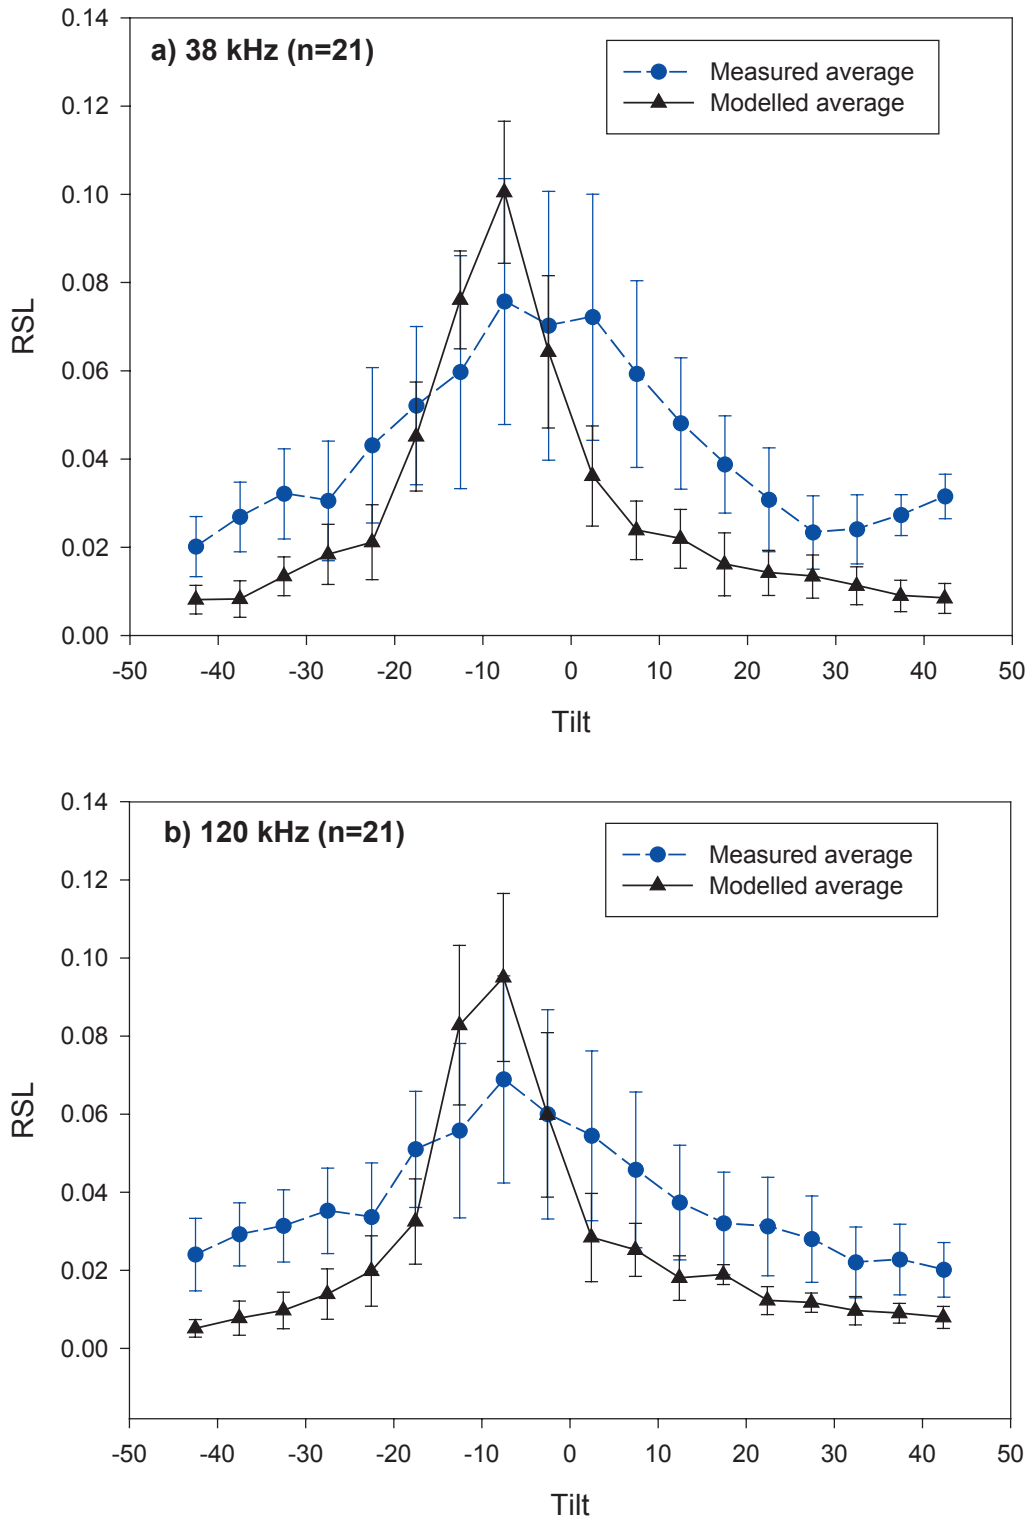 0.14
a) 38 kHz (n=21)
Measured average
Modelled average
0.12
0.10
0.08
0.06
0.04
0.02
0.00
RSL
-50 -40 -30 -20 -10 0 10 20 30 40 50
Tilt
0.14
b) 120 kHz (n=21)
Measured average
Modelled average
0.12
0.10
0.08
0.06
0.04
0.02
0.00
RSL
-50 -40 -30 -20 -10 0 10 20 30 40 50
Tilt